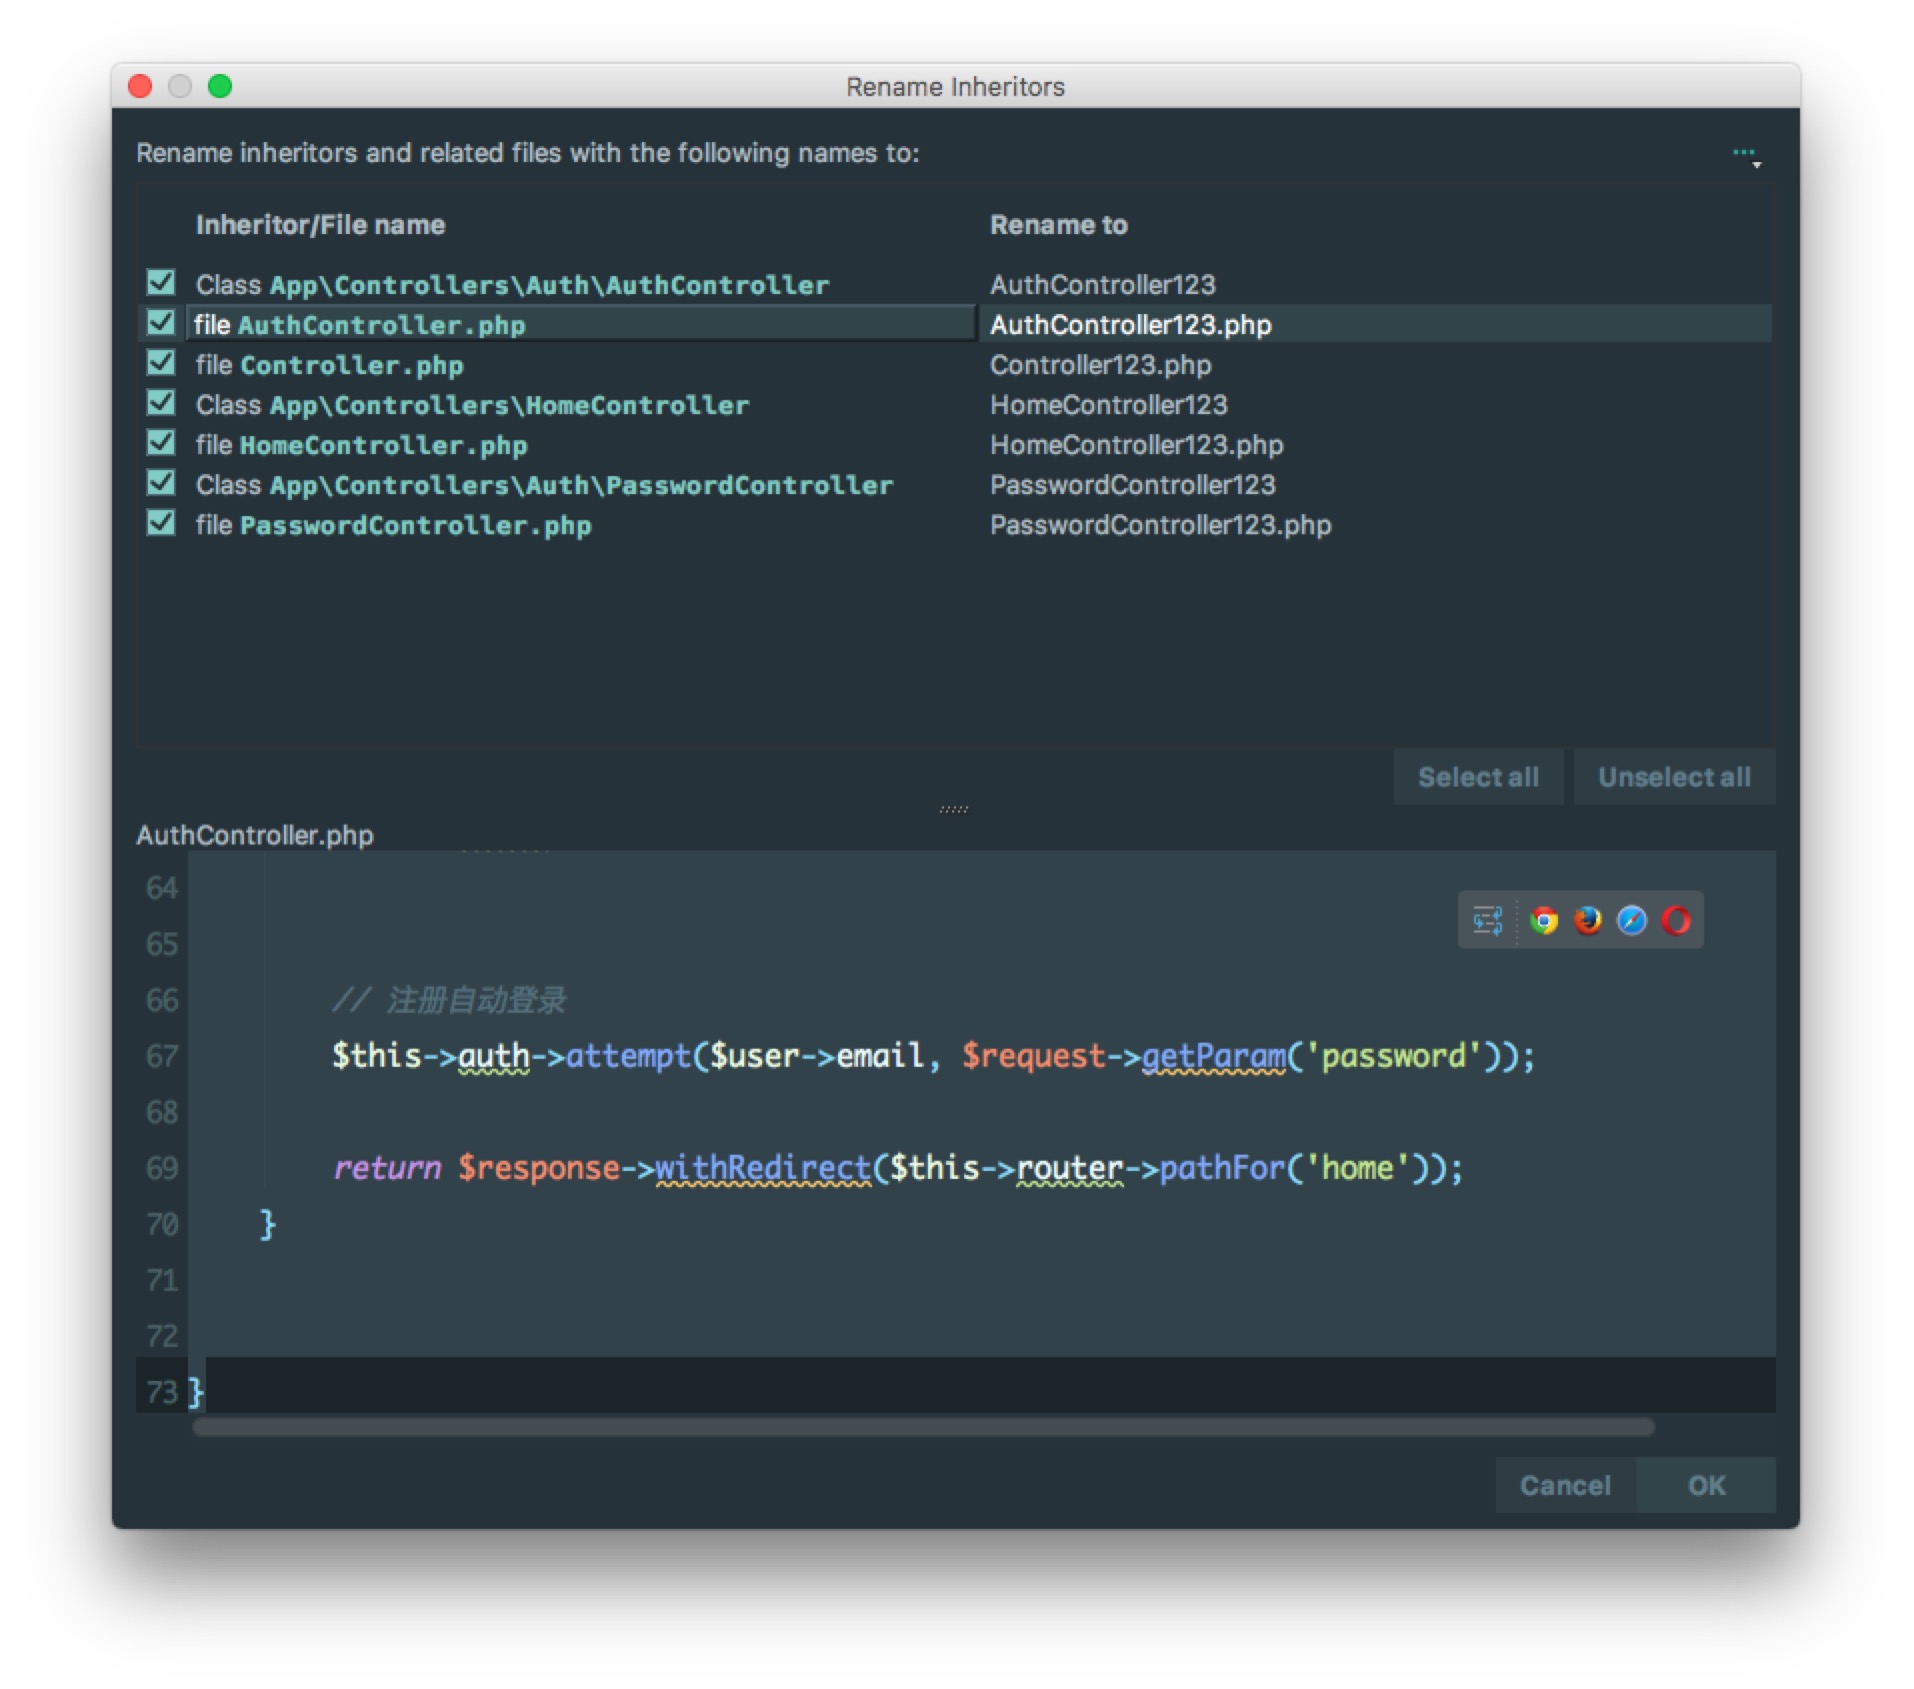 Rename Inheritors
Rename inheritors and related files with the following names to:
Inheritor/File name Rename to
Class App\Controllers\Auth\AuthController AuthController123
file AuthController.php AuthController123.php
file Controller.php Controller123.php
Class App\Controllers\HomeController HomeController123
file HomeController.php HomeController123.php
Class App\Controllers\Auth\PasswordController PasswordController123
file PasswordController.php PasswordController123.php
Select all Unselect all
AuthController.php
64
65
66 // 注册自动登录
67 $this->auth->attempt($user->email, $request->getParam('password'));
68
69 return $response->withRedirect($this->router->pathFor('home'));
70 }
71
72
73 }
Cancel OK